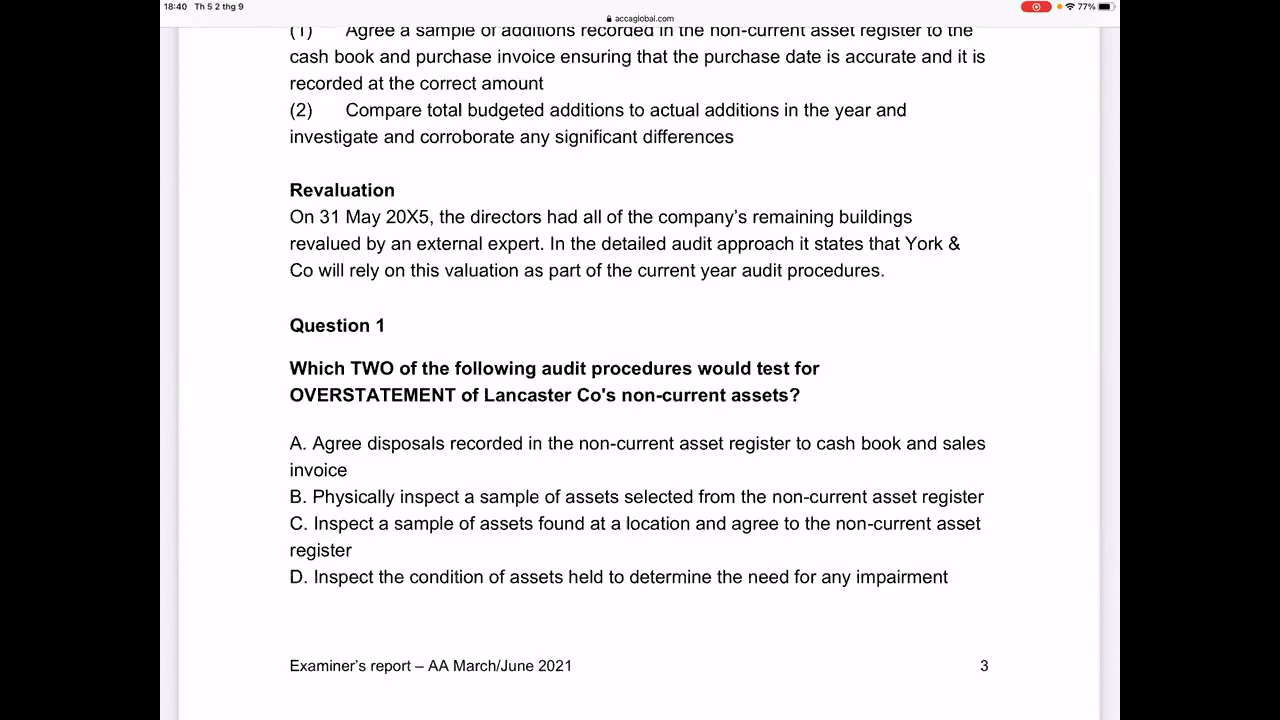 18:40 Th 5 2 thg 9
77%
accaglobal.com
(1) Agree a sample of additions recorded in the non-current asset register to the
cash book and purchase invoice ensuring that the purchase date is accurate and it is
recorded at the correct amount
(2) Compare total budgeted additions to actual additions in the year and
investigate and corroborate any significant differences
Revaluation
On 31 May 20X5, the directors had all of the company’s remaining buildings
revalued by an external expert. In the detailed audit approach it states that York &
Co will rely on this valuation as part of the current year audit procedures.
Question 1
Which TWO of the following audit procedures would test for
OVERSTATEMENT of Lancaster Co's non-current assets?
A. Agree disposals recorded in the non-current asset register to cash book and sales
invoice
B. Physically inspect a sample of assets selected from the non-current asset register
C. Inspect a sample of assets found at a location and agree to the non-current asset
register
D. Inspect the condition of assets held to determine the need for any impairment
Examiner’s report – AA March/June 2021 3